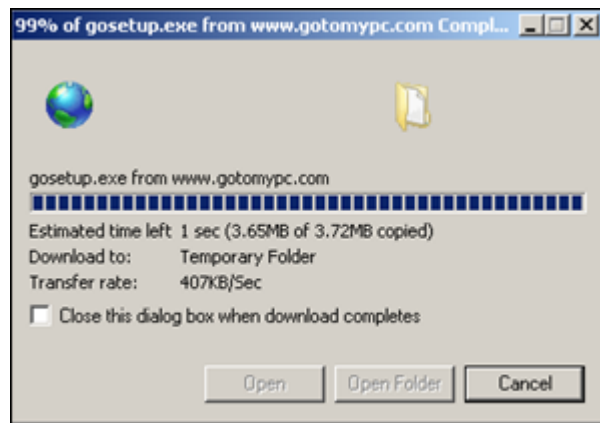 99% of gosetup.exe from www.gotomypc.com Compl...
gosetup.exe from www.gotomypc.com
Estimated time left 1 sec (3.65MB of 3.72MB copied)
Download to: Temporary Folder
Transfer rate: 407KB/Sec
Close this dialog box when download completes
Open Open Folder Cancel